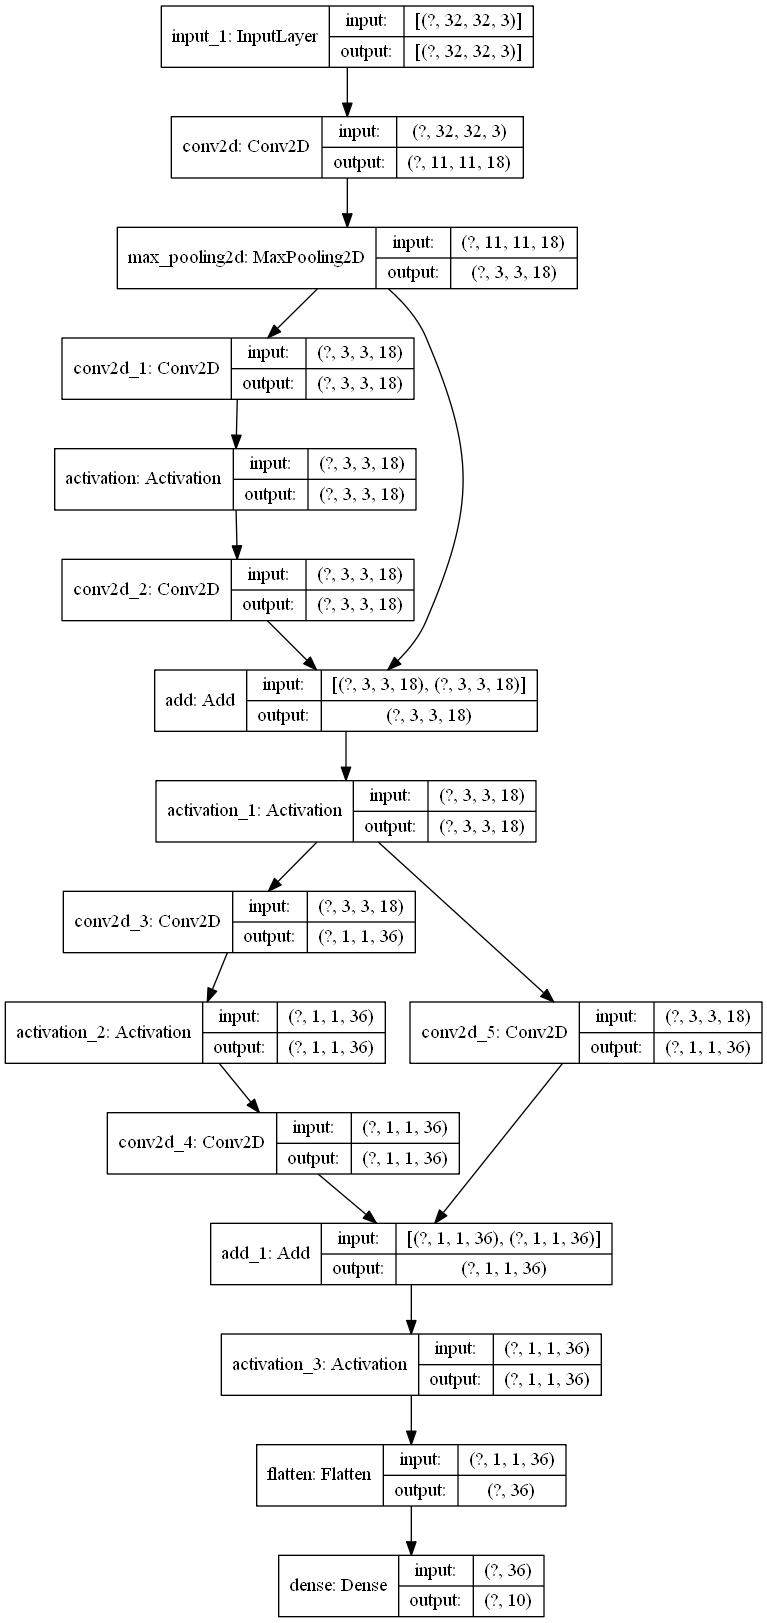 input_1: InputLayer
input: [(?, 32, 32, 3)]
output: [(?, 32, 32, 3)]
conv2d: Conv2D
input: (?, 32, 32, 3)
output: (?, 11, 11, 18)
max_pooling2d: MaxPooling2D
input: (?, 11, 11, 18)
output: (?, 3, 3, 18)
conv2d_1: Conv2D
input: (?, 3, 3, 18)
output: (?, 3, 3, 18)
activation: Activation
input: (?, 3, 3, 18)
output: (?, 3, 3, 18)
conv2d_2: Conv2D
input: (?, 3, 3, 18)
output: (?, 3, 3, 18)
add: Add
input: [(?, 3, 3, 18), (?, 3, 3, 18)]
output: (?, 3, 3, 18)
activation_1: Activation
input: (?, 3, 3, 18)
output: (?, 3, 3, 18)
conv2d_3: Conv2D
input: (?, 3, 3, 18)
output: (?, 1, 1, 36)
activation_2: Activation
input: (?, 1, 1, 36)
output: (?, 1, 1, 36)
conv2d_5: Conv2D
input: (?, 3, 3, 18)
output: (?, 1, 1, 36)
conv2d_4: Conv2D
input: (?, 1, 1, 36)
output: (?, 1, 1, 36)
add_1: Add
input: [(?, 1, 1, 36), (?, 1, 1, 36)]
output: (?, 1, 1, 36)
activation_3: Activation
input: (?, 1, 1, 36)
output: (?, 1, 1, 36)
flatten: Flatten
input: (?, 1, 1, 36)
output: (?, 36)
dense: Dense
input: (?, 36)
output: (?, 10)